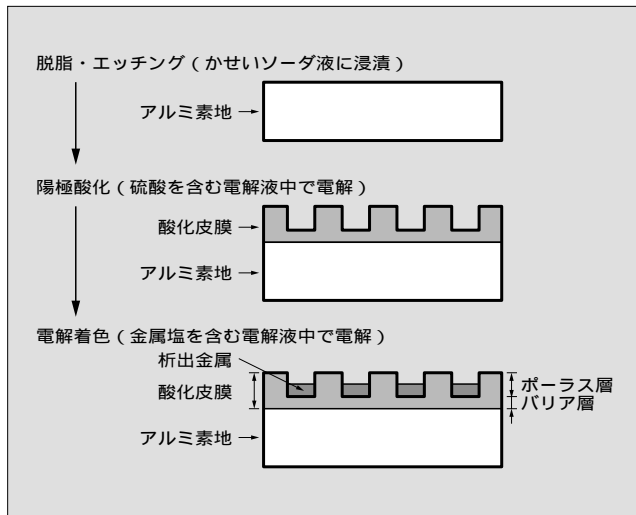 脱脂・エッチング(かせいソーダ液に浸漬)
アルミ素地
陽極酸化(硫酸を含む電解液中で電解)
酸化皮膜
アルミ素地
電解着色(金属塩を含む電解液中で電解)
析出金属
酸化皮膜
ポーラス層
バリア層
アルミ素地